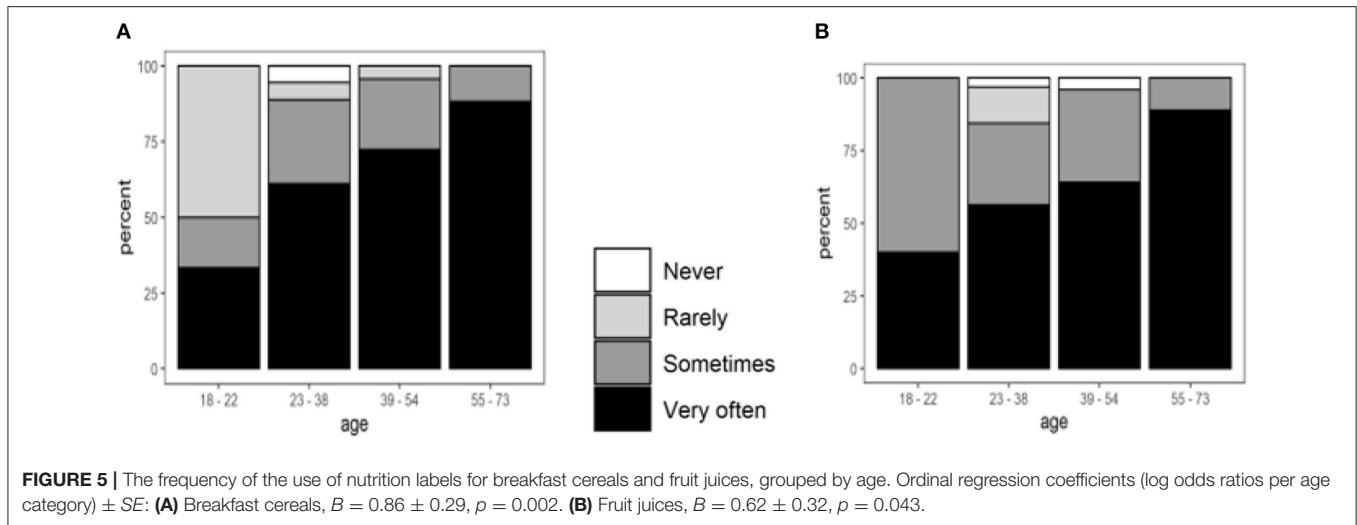 A
B
100
75
50
25
0
percent
18 - 22 23 - 38 39 - 54 55 - 73
age
Never
Rarely
Sometimes
Very often
100
75
50
25
0
percent
18 - 22 23 - 38 39 - 54 55 - 73
age
FIGURE 5 | The frequency of the use of nutrition labels for breakfast cereals and fruit juices, grouped by age. Ordinal regression coefficients (log odds ratios per age
category) ± SE: (A) Breakfast cereals, B = 0.86 ± 0.29, p = 0.002. (B) Fruit juices, B = 0.62 ± 0.32, p = 0.043.